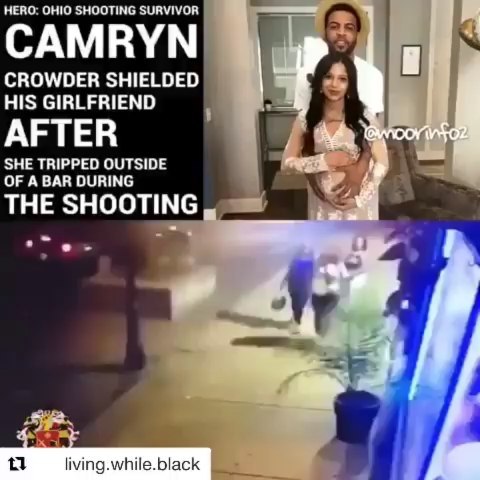 HERO: OHIO SHOOTING SURVIVOR
CAMRYN
CROWDER SHIELDED
HIS GIRLFRIEND
AFTER
SHE TRIPPED OUTSIDE
OF A BAR DURING
THE SHOOTING
@moorinfo2
living.while.black